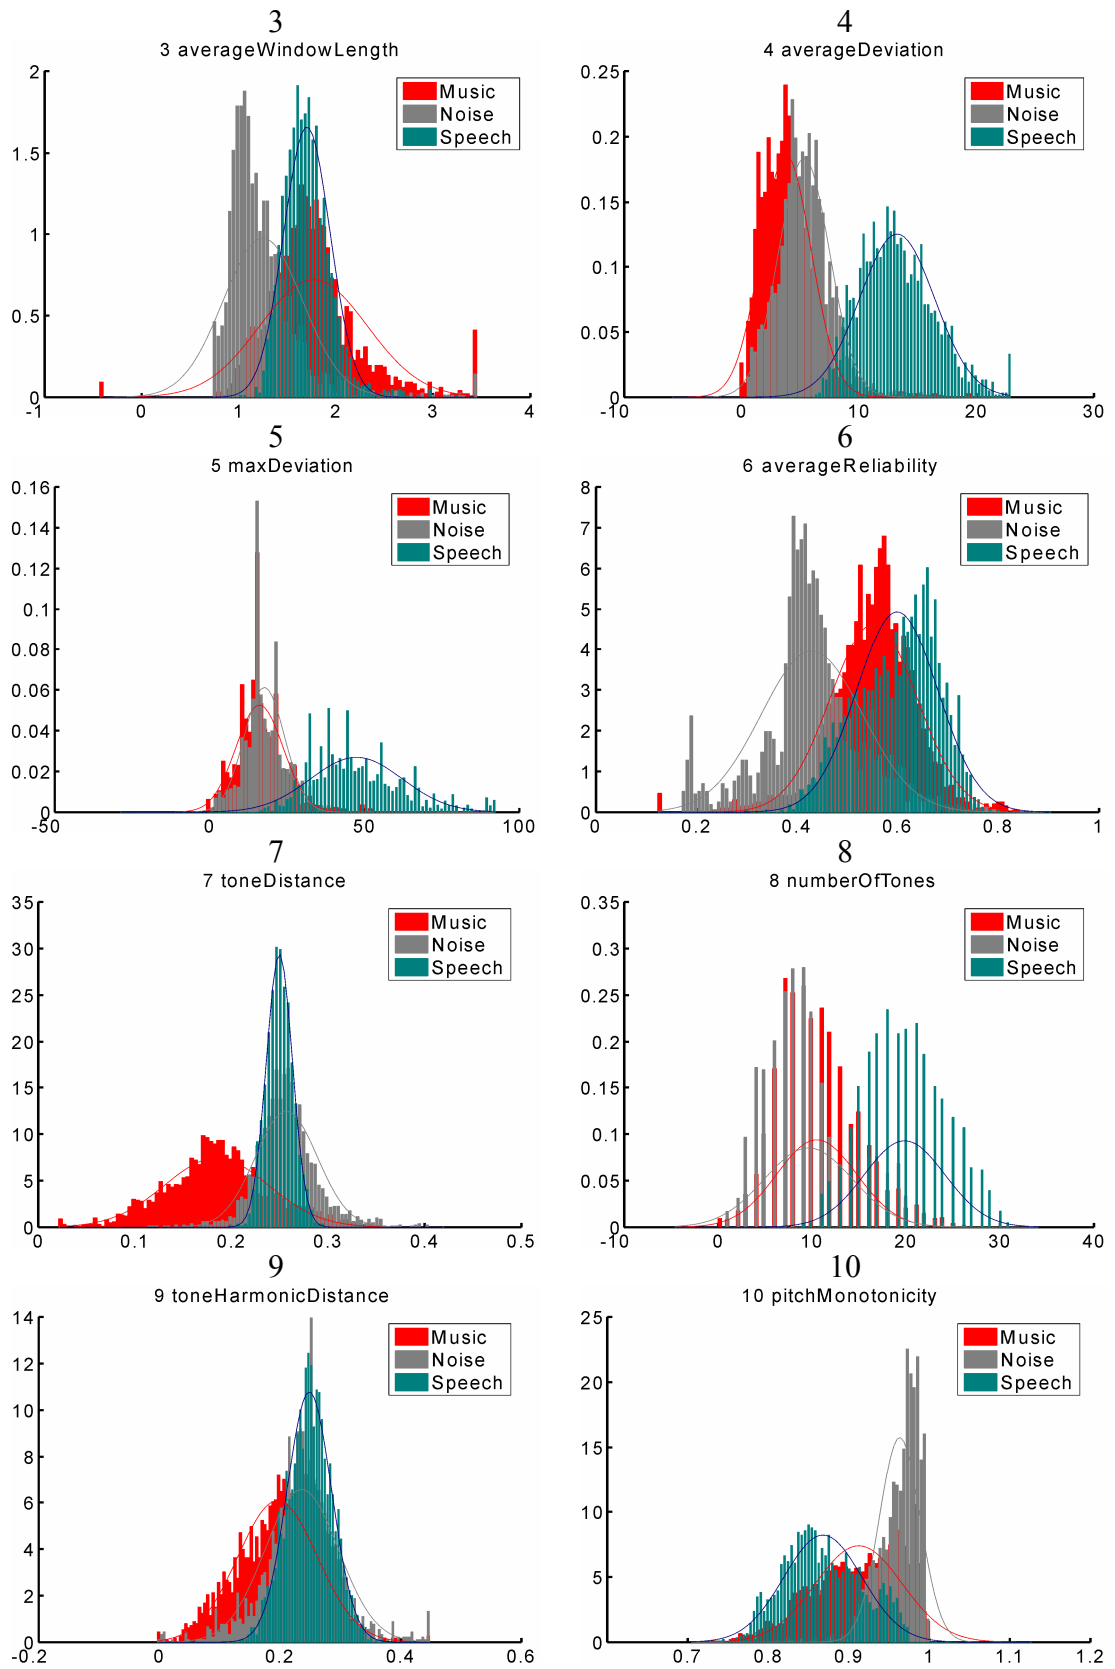 3 4
3 averageWindowLength 4 averageDeviation
2 0.25
Music Music
Noise Noise
Speech Speech
0.2
1.5
0.15
1
0.1
0.5
0.05
0 0
-1 0 1 2 3 4 -10 0 10 20 30
5 6
5 maxDeviation 6 averageReliability
0.16 8
Music Music
0.14 7
Noise Noise
Speech Speech
0.12 6
0.1 5
0.08 4
0.06 3
0.04 2
0.02 1
0 0
-50 0 50 100 0 0.2 0.4 0.6 0.8 1
7 8
7 toneDistance 8 numberOfTones
35 0.35
Music Music
30 0.3
Noise Noise
Speech Speech
25 0.25
20 0.2
15 0.15
10 0.1
5 0.05
0 0
0 0.1 0.2 0.3 0.4 0.5 -10 0 10 20 30 40
9 10
9 toneHarmonicDistance 10 pitchMonotonicity
14 25
Music Music
Noise Noise
12
Speech Speech
20
10
8 15
6
10
4
5
2
0 0
-0.2 0 0.2 0.4 0.6 0.7 0.8 0.9 1 1.1 1.2